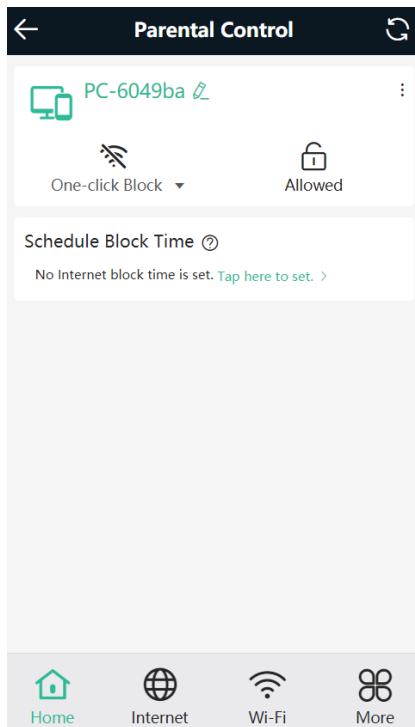 Parental Control
PC-6049ba
One-click Block
Allowed
Schedule Block Time
No Internet block time is set. Tap here to set. >
Home
Internet
Wi-Fi
More